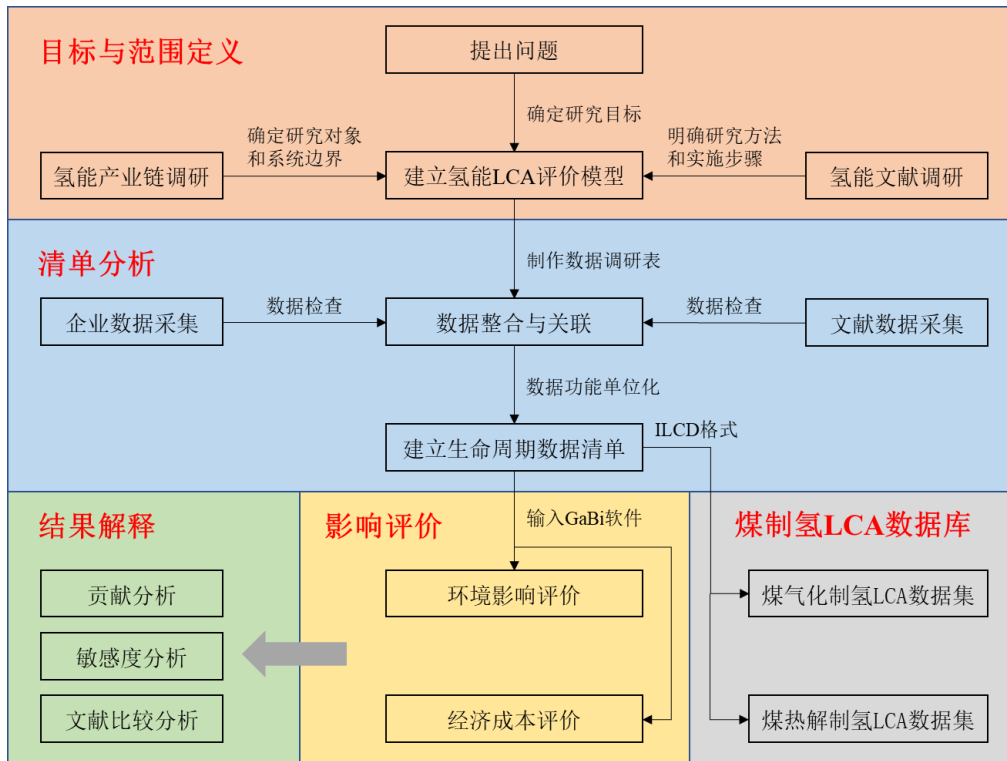 目标与范围定义
提出问题
确定研究目标
确定研究对象
和系统边界
明确研究方法
和实施步骤
氢能产业链调研
建立氢能LCA评价模型
氢能文献调研
清单分析
制作数据调研表
企业数据采集
数据检查
数据整合与关联
数据检查
文献数据采集
数据功能单位化
建立生命周期数据清单
ILCD格式
结果解释
贡献分析
敏感度分析
文献比较分析
影响评价
输入GaBi软件
环境影响评价
经济成本评价
煤制氢LCA数据库
煤气化制氢LCA数据集
煤热解制氢LCA数据集